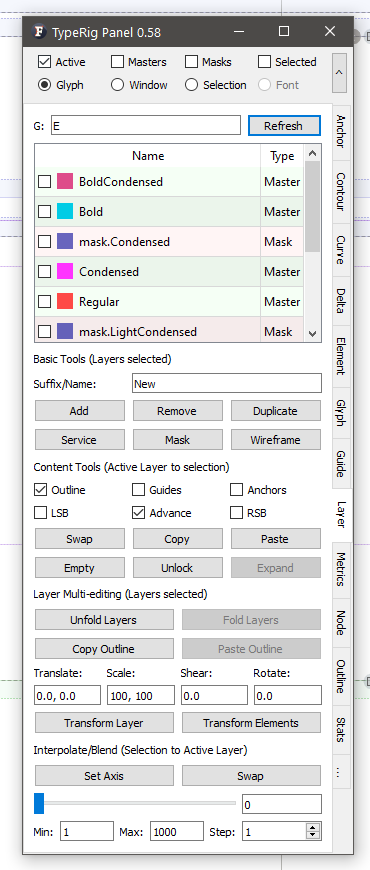 TypeRig Panel 0.58
Active Masters Masks Selected
Glyph Window Selection Font
G: E Refresh
Name Type
BoldCondensed Master
Bold Master
mask.Condensed Mask
Condensed Master
Regular Master
mask.LightCondensed Mask
Basic Tools (Layers selected)
Suffix/Name: New
Add Remove Duplicate
Service Mask Wireframe
Content Tools (Active Layer to selection)
Outline Guides Anchors
LSB Advance RSB
Swap Copy Paste
Empty Unlock Expand
Layer Multi-editing (Layers selected)
Unfold Layers Fold Layers
Copy Outline Paste Outline
Translate: Scale: Shear: Rotate:
0.0, 0.0 100, 100 0.0 0.0
Transform Layer Transform Elements
Interpolate/Blend (Selection to Active Layer)
Set Axis Swap
0
Min: 1 Max: 1000 Step: 1
Anchor
Contour
Curve
Delta
Element
Glyph
Guide
Layer
Metrics
Node
Outline
Stats
...